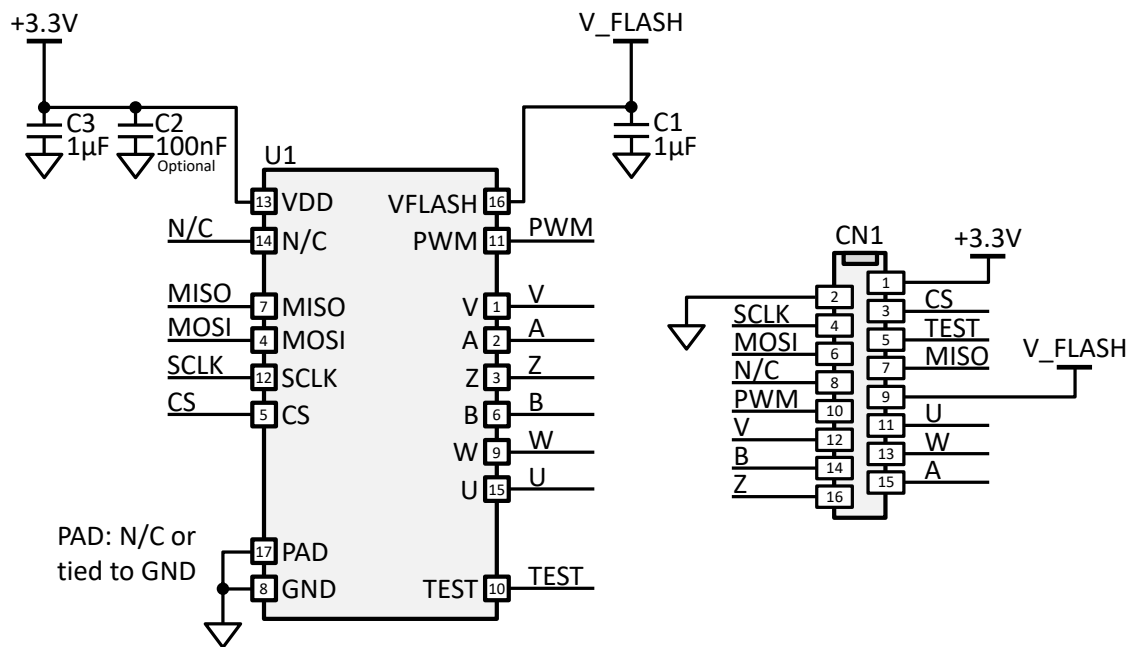 +3.3V
V_FLASH
C3
1µF
C2
100nF
Optional
C1
1µF
U1
13 VDD
VFLASH 16
N/C 14 N/C
PWM 11 PWM
MISO 7 MISO
V 1 V
MOSI 4 MOSI
A 2 A
SCLK 12 SCLK
Z 3 Z
CS 5 CS
B 6 B
W 9 W
U 15 U
PAD: N/C or
tied to GND
17 PAD
8 GND
TEST 10 TEST
CN1
+3.3V
1
2
3 CS
SCLK 4
5 TEST
MOSI 6
7 MISO
V_FLASH
N/C 8
9
PWM 10
11 U
V 12
13 W
B 14
15 A
Z 16